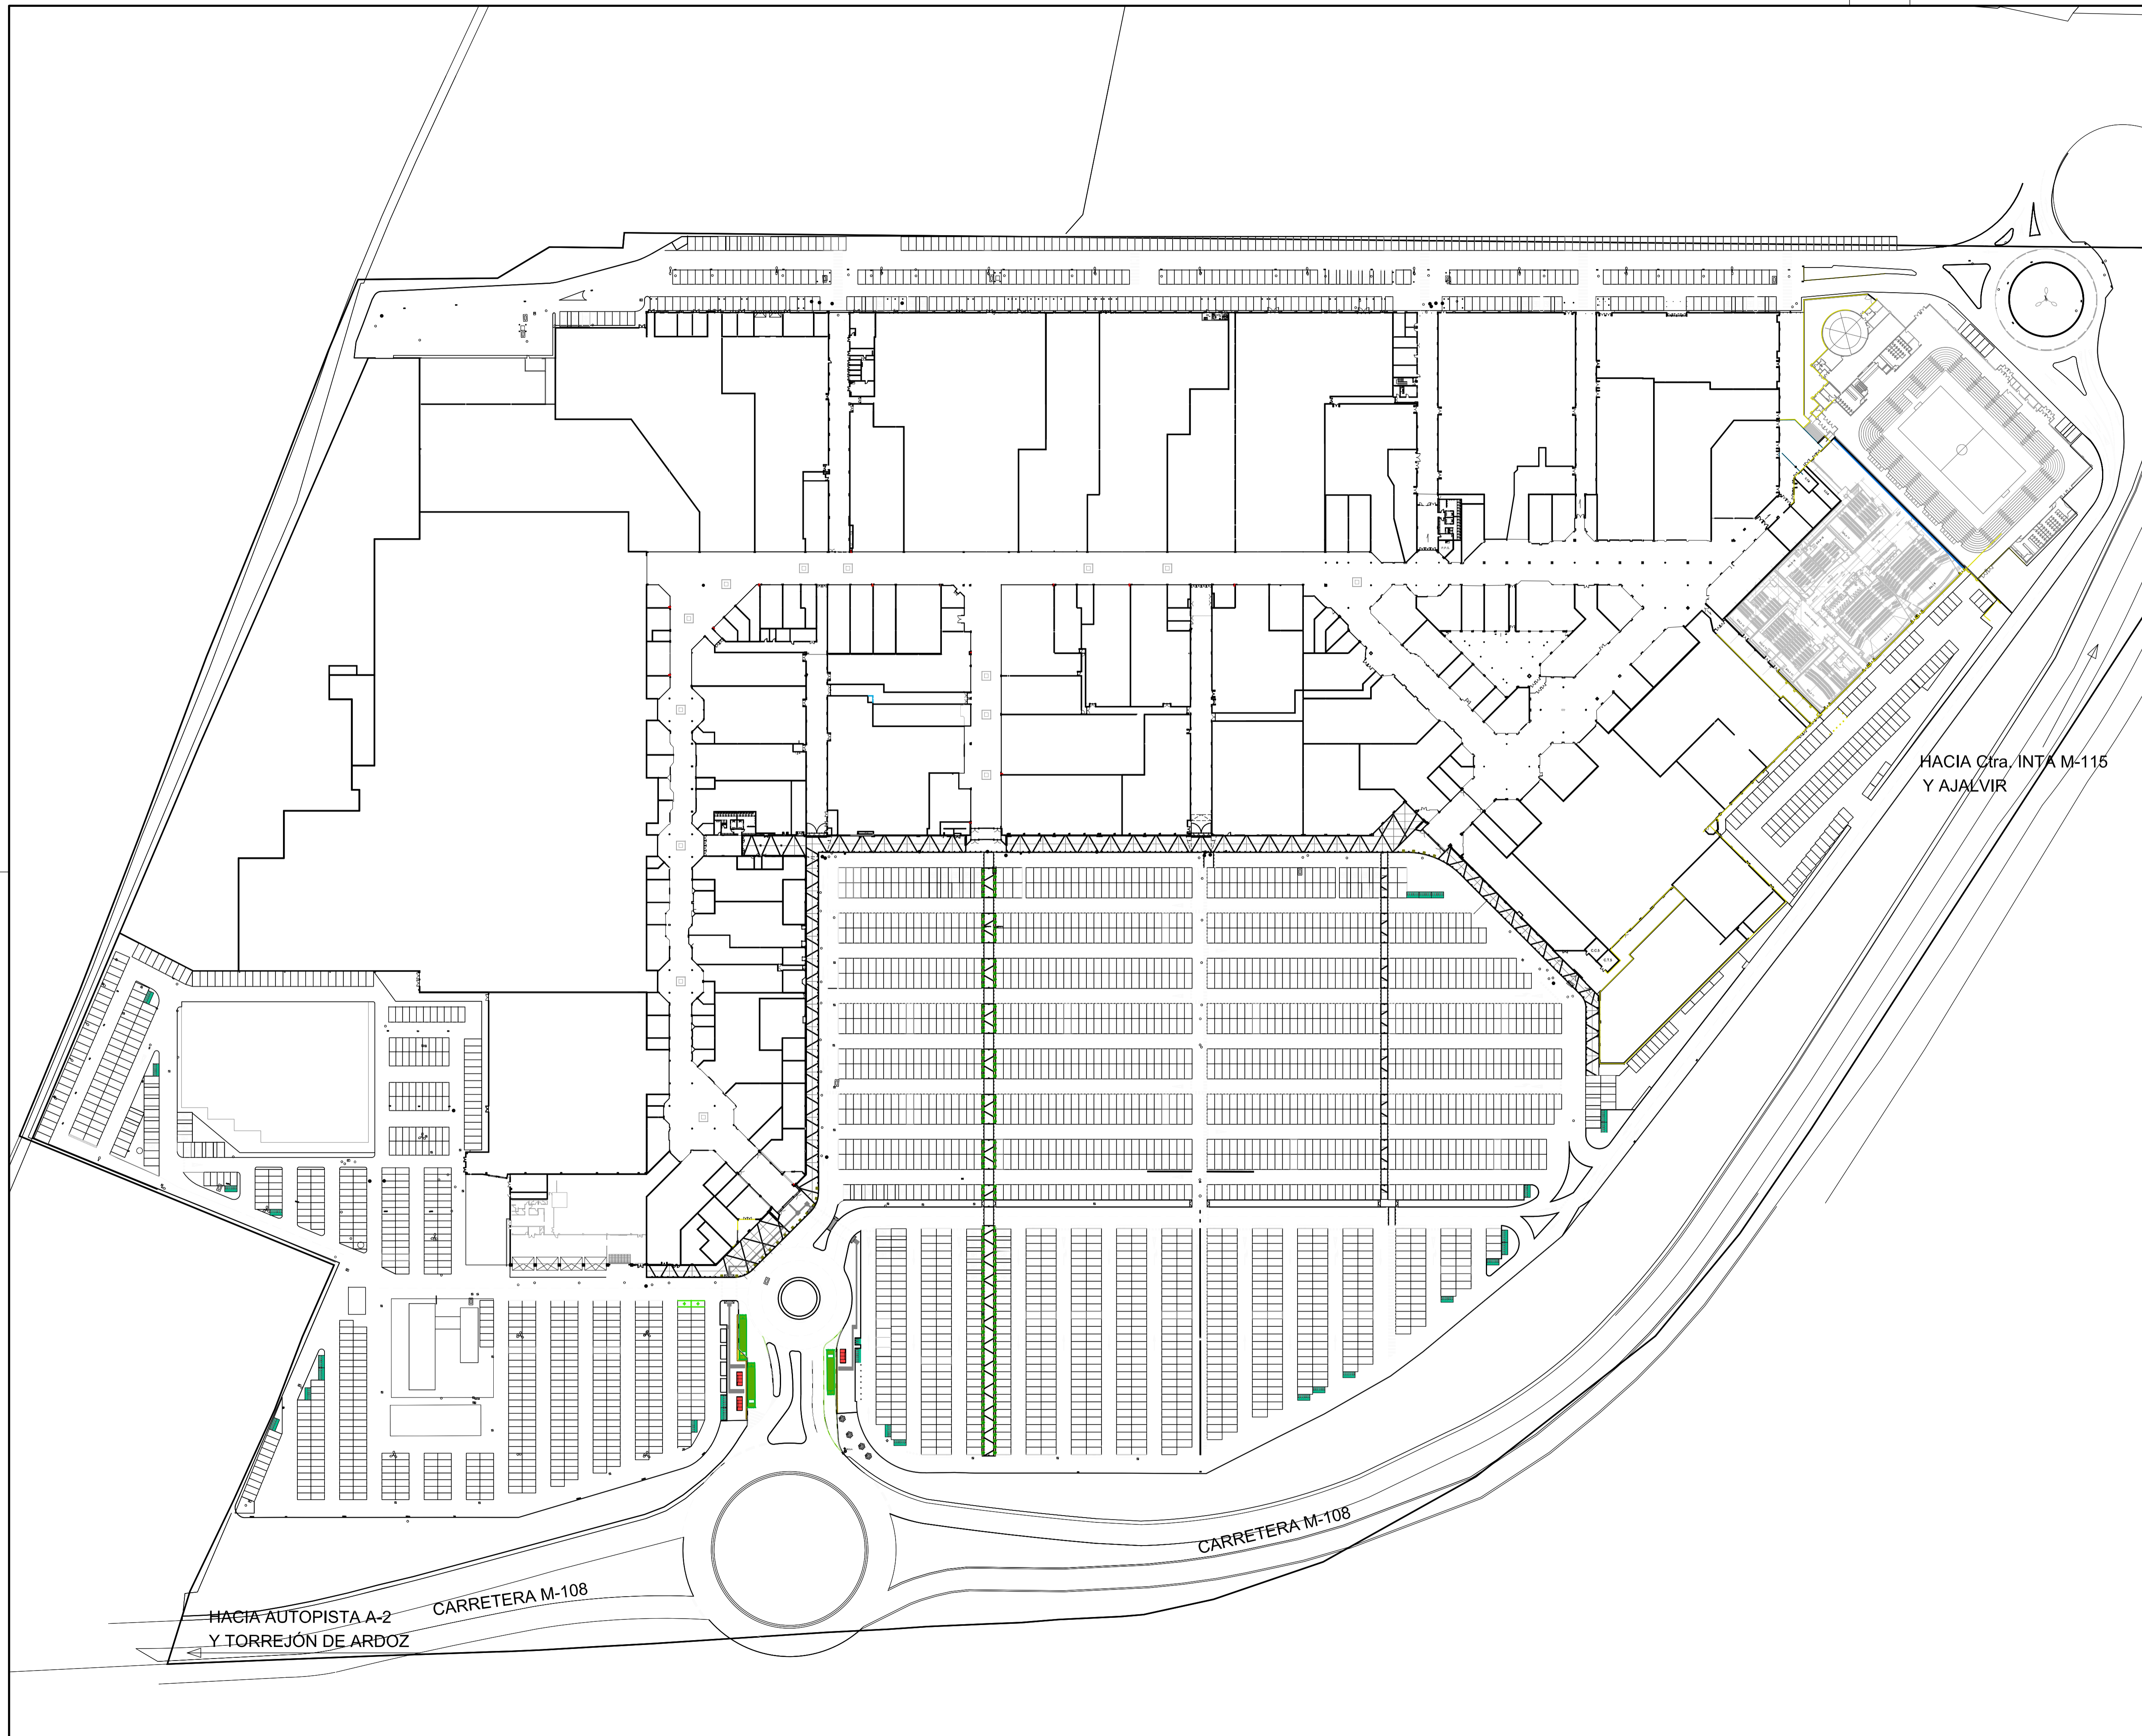 HACIA Ctra. INTA M-115
Y AJALVIR
CARRETERA M-108
CARRETERA M-108
HACIA AUTOPISTA A-2
Y TORREJÓN DE ARDOZ